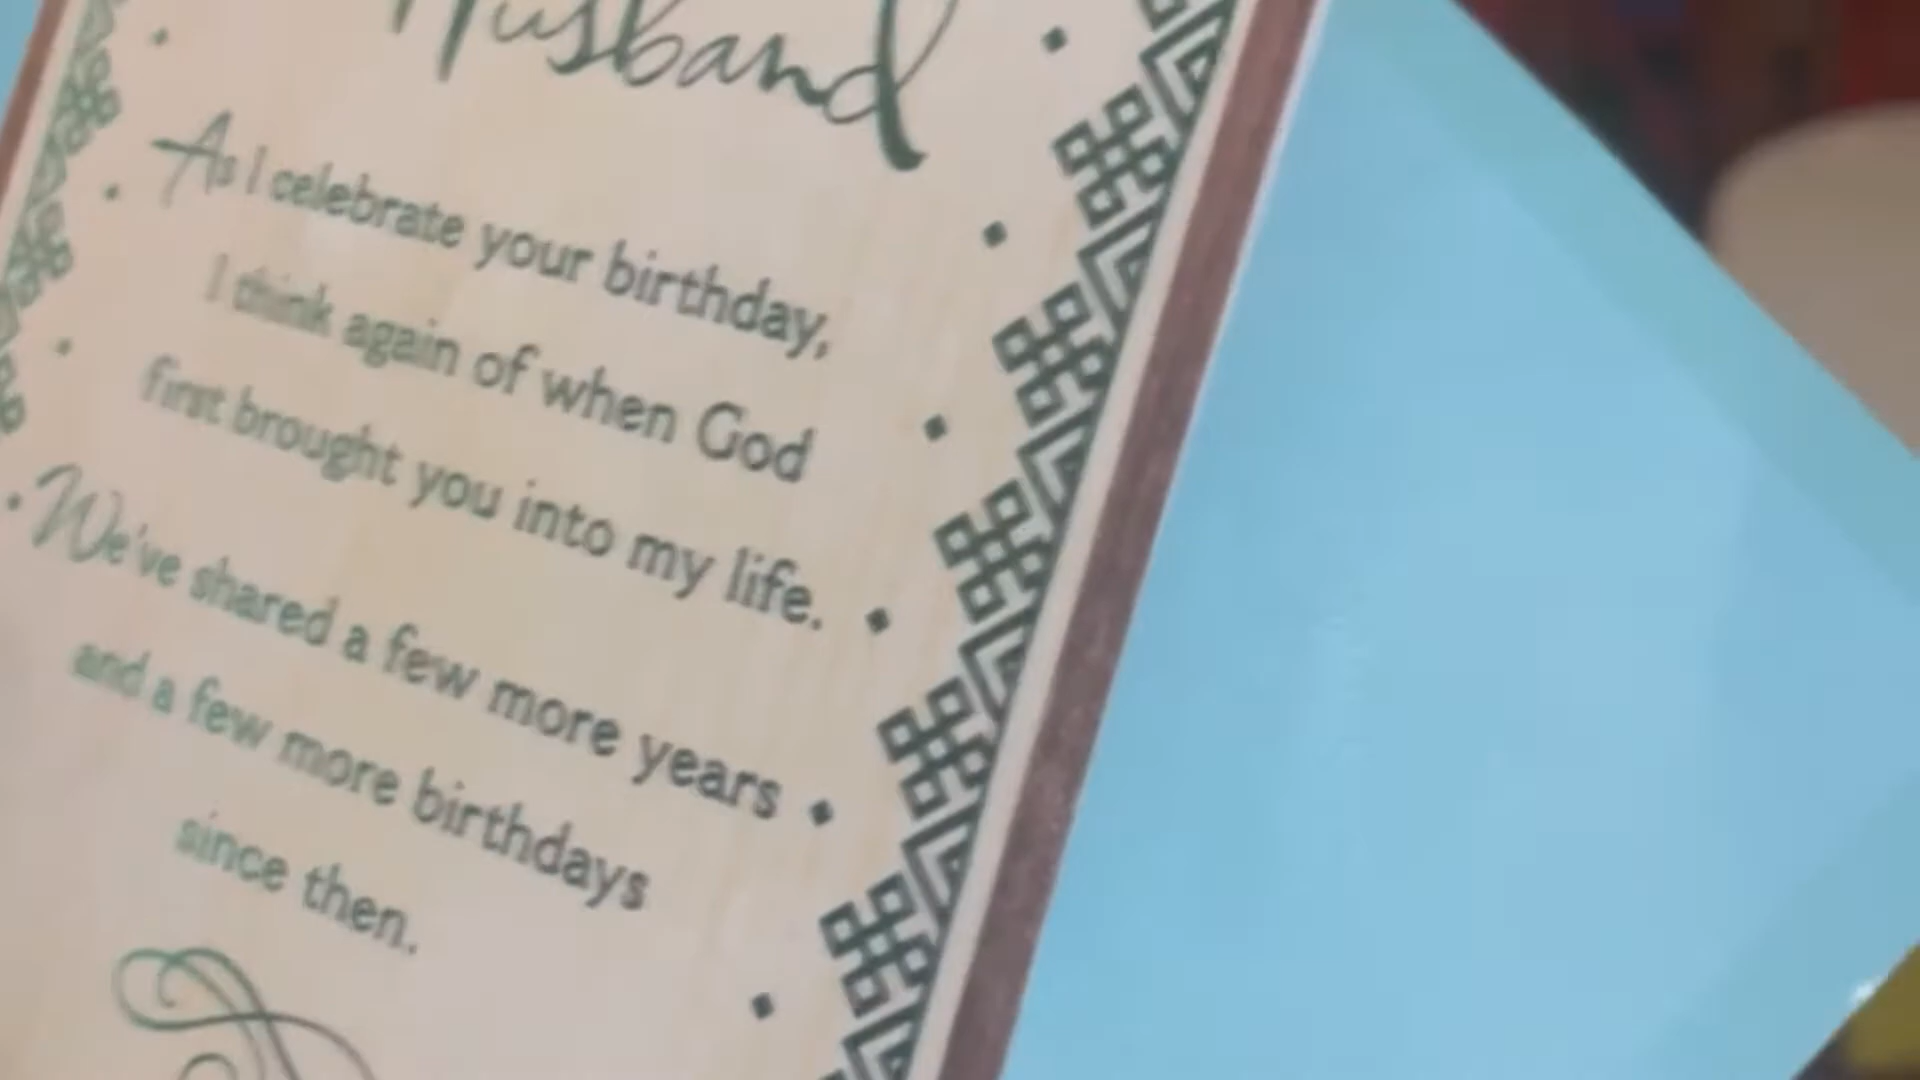 Husband
As I celebrate your birthday,
I think again of when God
first brought you into my life.
We've shared a few more years
and a few more birthdays
since then.